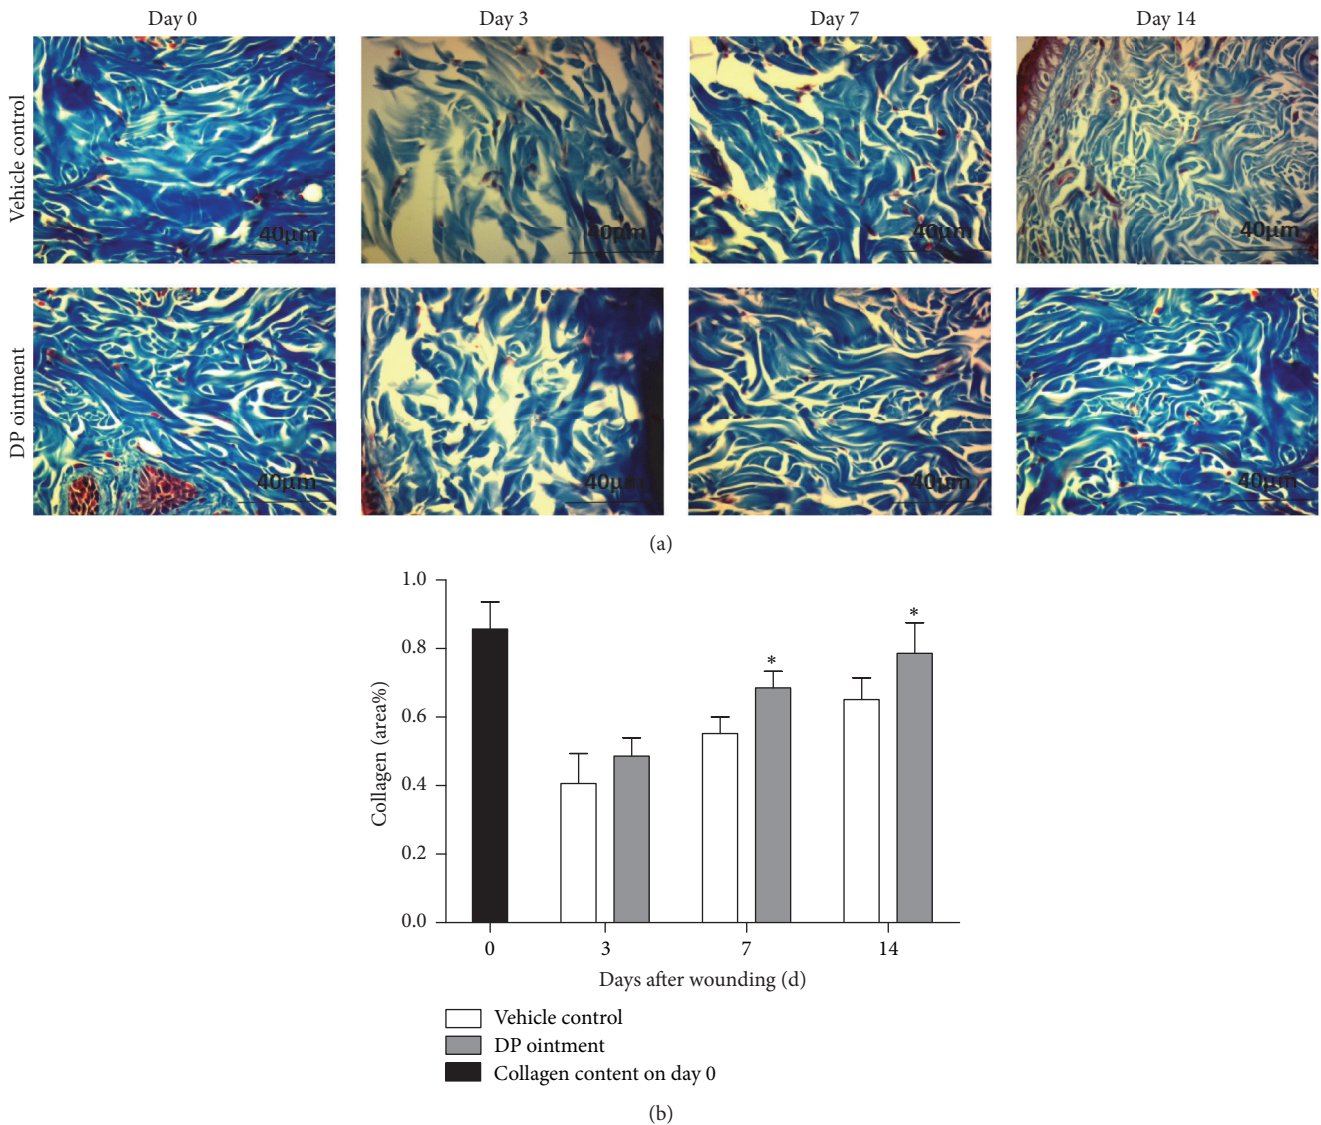 Day 0
Day 3
Day 7
Day 14
Vehicle control
40μm
40μm
40μm
40μm
DP ointment
40μm
40μm
40μm
40μm
(a)
1.0
0.8
0.6
0.4
0.2
0.0
Collagen (area%)
*
*
0
3
7
14
Days after wounding (d)
Vehicle control
DP ointment
Collagen content on day 0
(b)